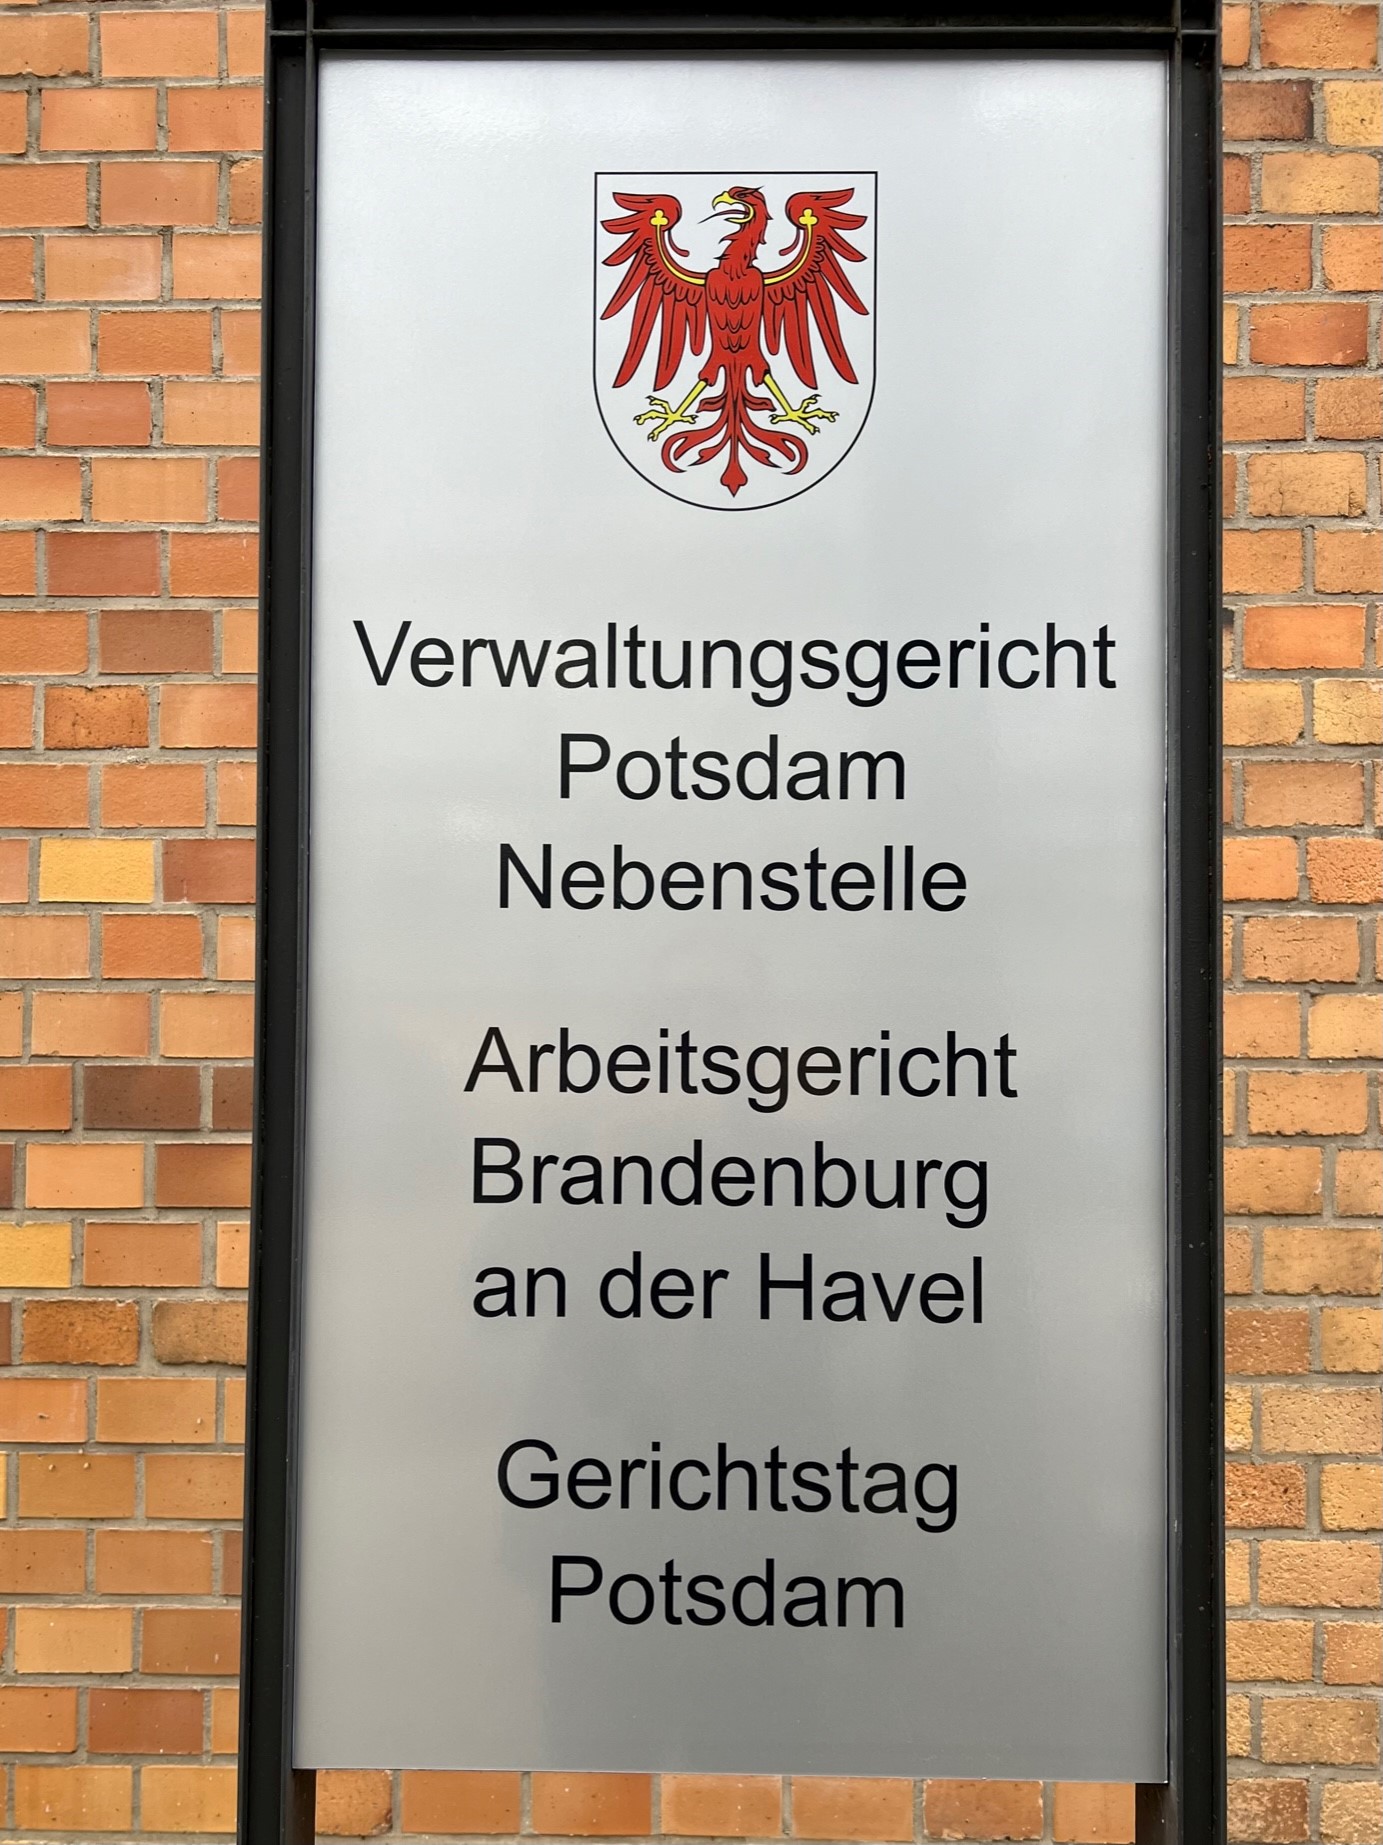 Verwaltungsgericht
Potsdam
Nebenstelle
Arbeitsgericht
Brandenburg
an der Havel
Gerichtstag
Potsdam